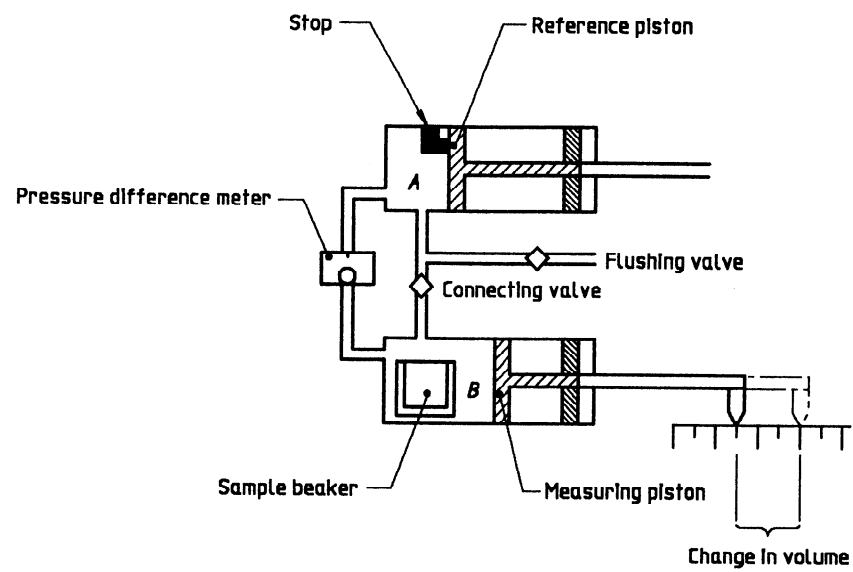 Stop
Reference piston
A
Pressure difference meter
Flushing valve
Connecting valve
B
Sample beaker
Measuring piston
Change in volume